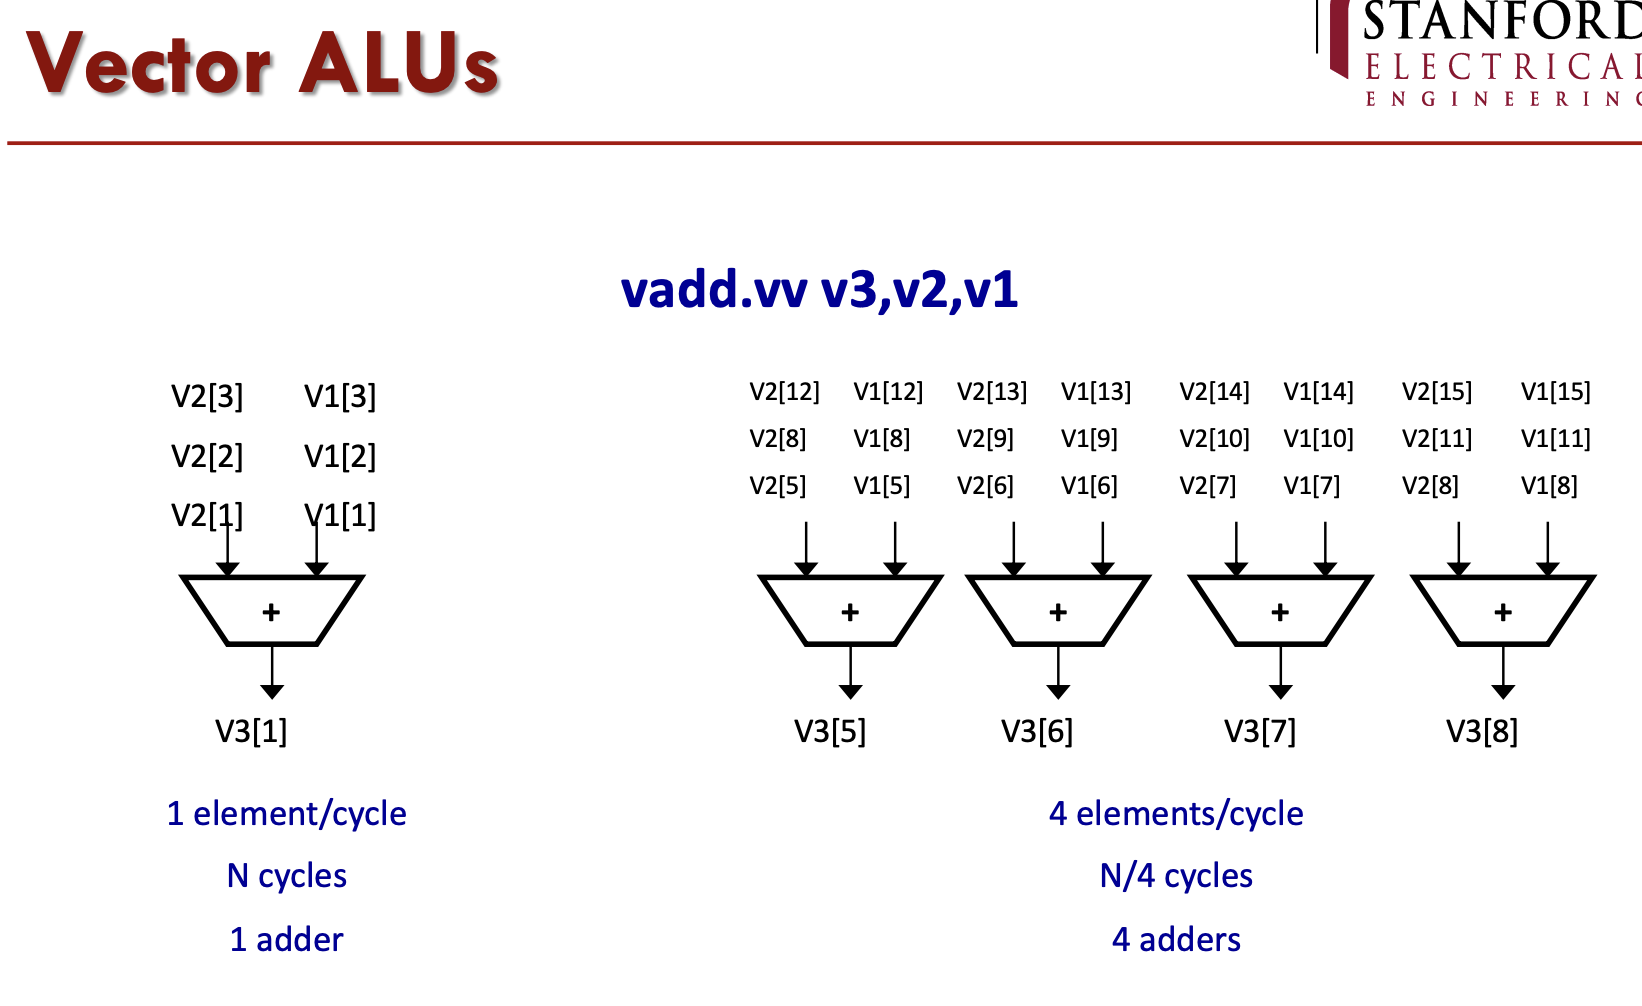 Vector ALUs
STANFORD
ELECTRICAL
ENGINEERING
vadd.vv v3,v2,v1
V2[3] V1[3]
V2[2] V1[2]
V2[1] V1[1]
+
V3[1]
1 element/cycle
N cycles
1 adder
V2[12] V1[12] V2[13] V1[13] V2[14] V1[14] V2[15] V1[15]
V2[8] V1[8] V2[9] V1[9] V2[10] V1[10] V2[11] V1[11]
V2[5] V1[5] V2[6] V1[6] V2[7] V1[7] V2[8] V1[8]
+ + + +
V3[5] V3[6] V3[7] V3[8]
4 elements/cycle
N/4 cycles
4 adders